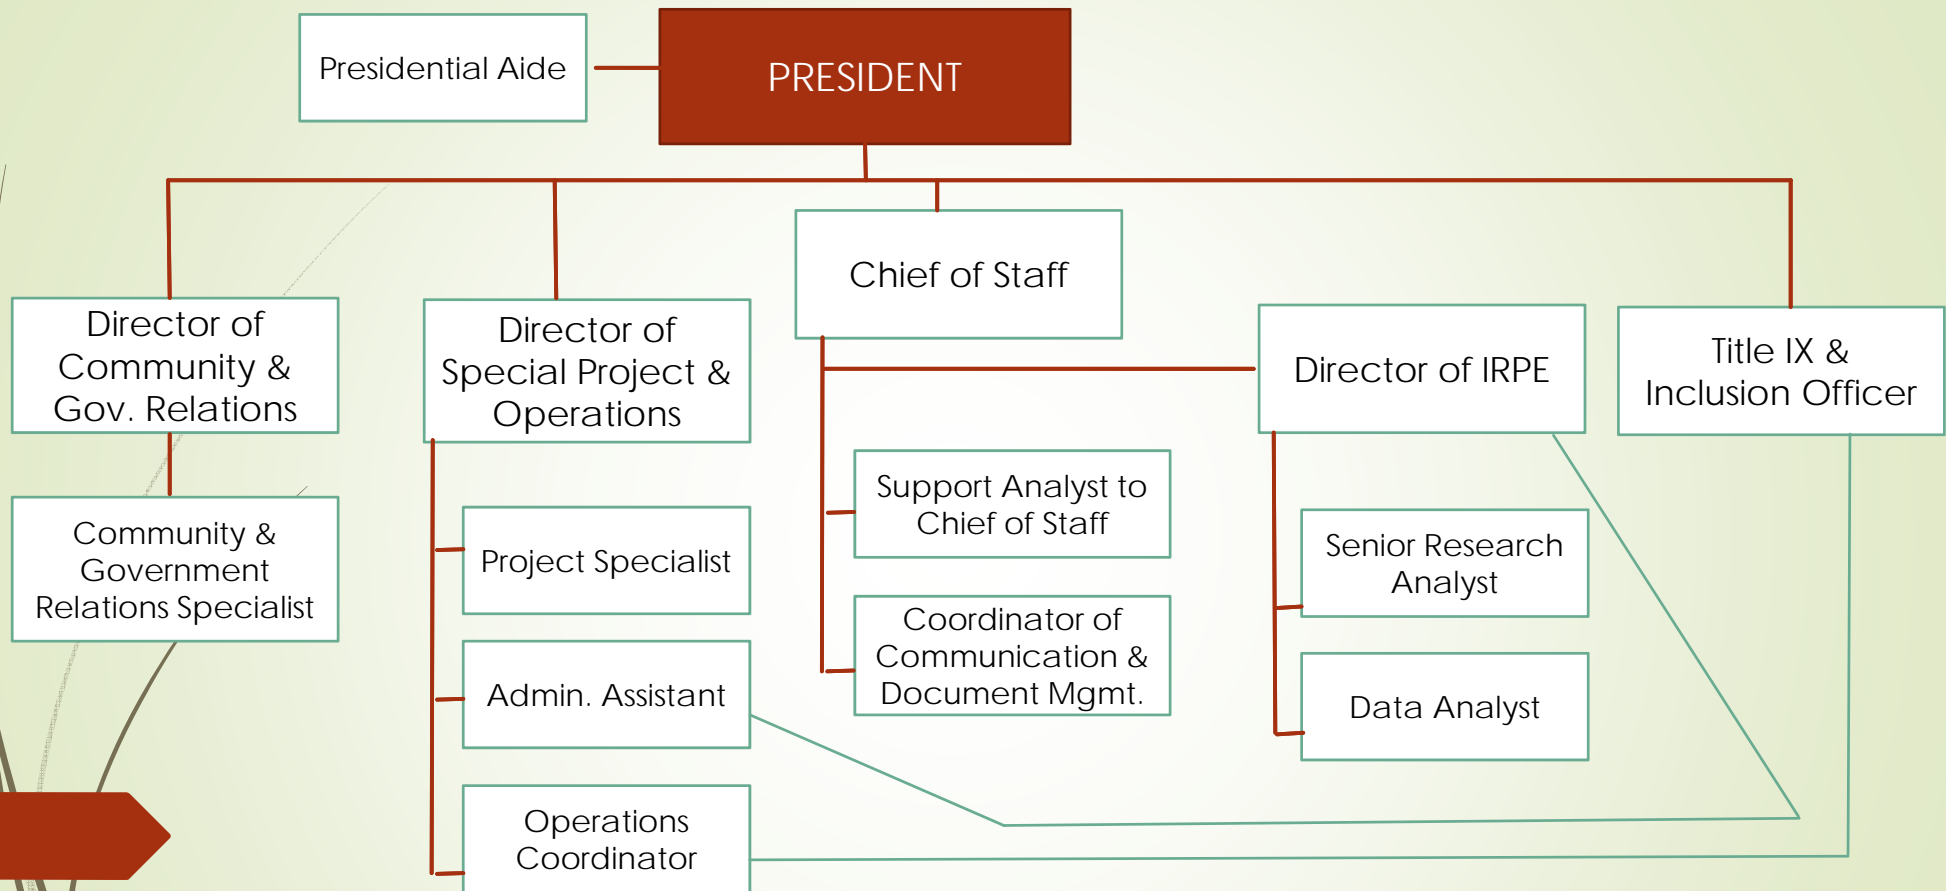 Presidential Aide
PRESIDENT
Chief of Staff
Director of
Community &
Gov. Relations
Director of
Special Project &
Operations
Director of IRPE
Title IX &
Inclusion Officer
Community &
Government
Relations Specialist
Project Specialist
Admin. Assistant
Operations
Coordinator
Support Analyst to
Chief of Staff
Coordinator of
Communication &
Document Mgmt.
Senior Research
Analyst
Data Analyst